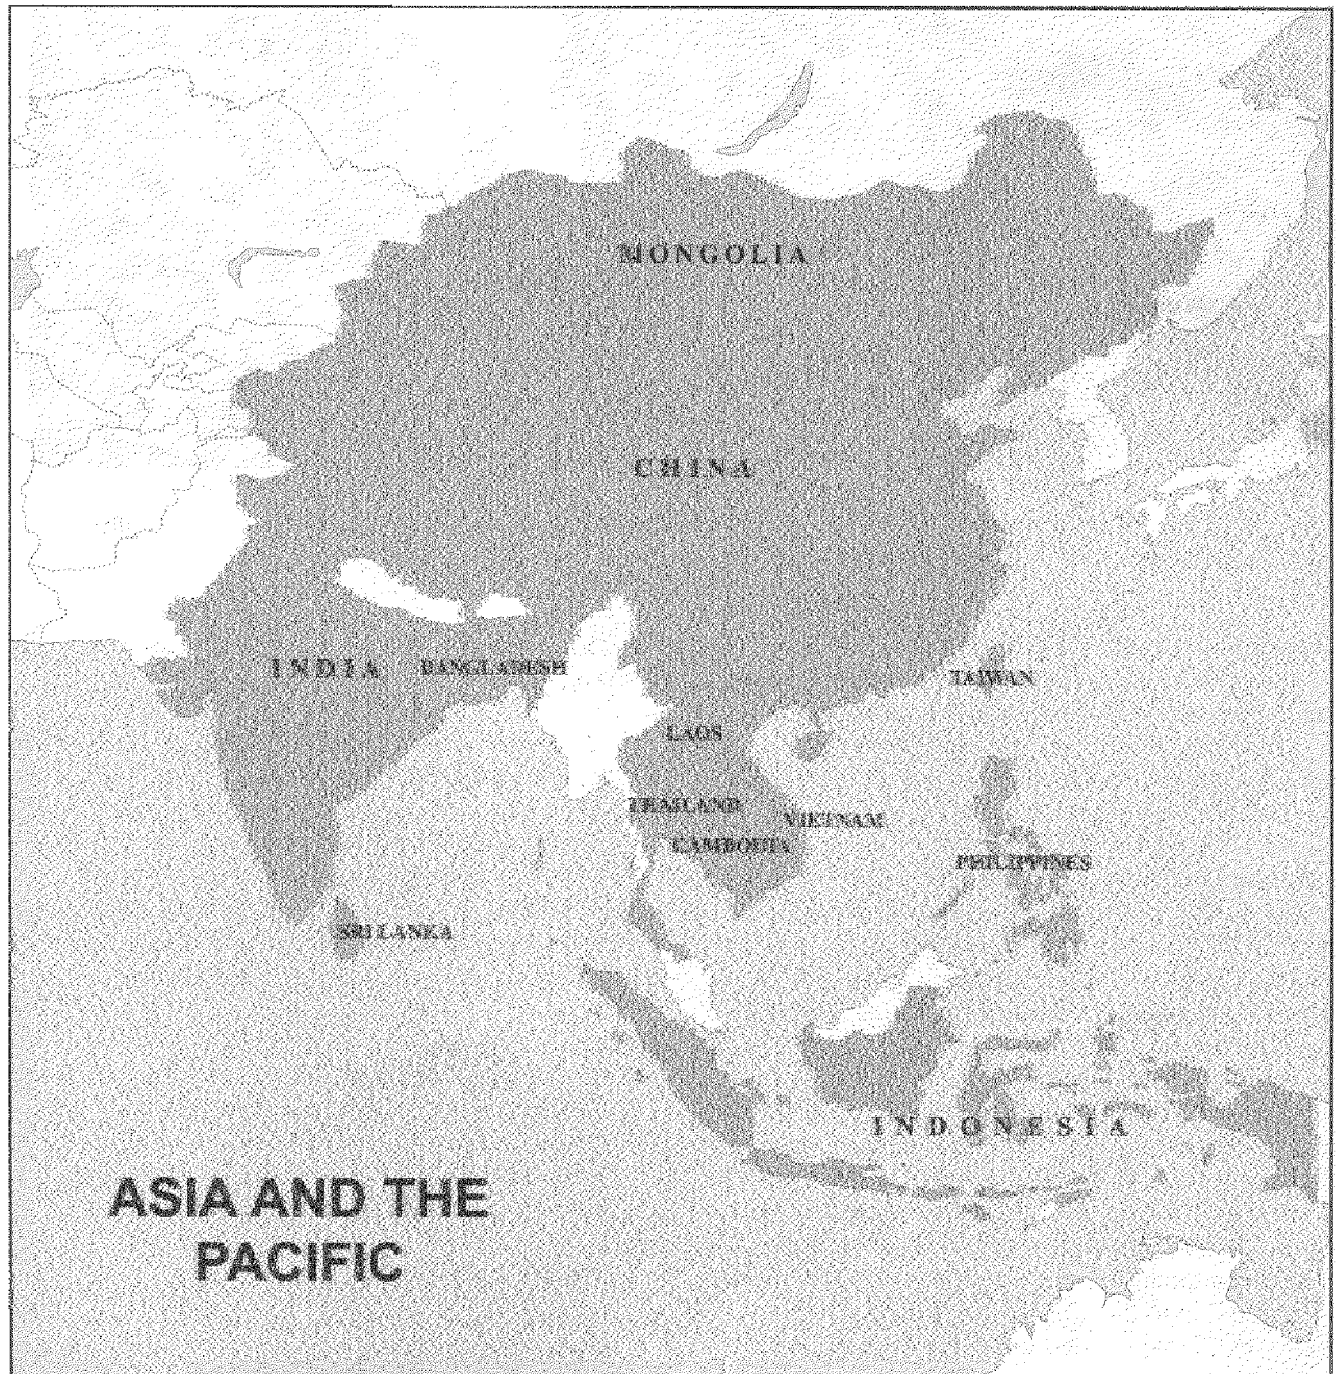 MONGOLIA
CHINA
INDIA
BANGLADESH
TAIWAN
LAOS
THAILAND
VIETNAM
CAMBODIA
PHILIPPINES
SRI LANKA
INDONESIA
ASIA AND THE
PACIFIC